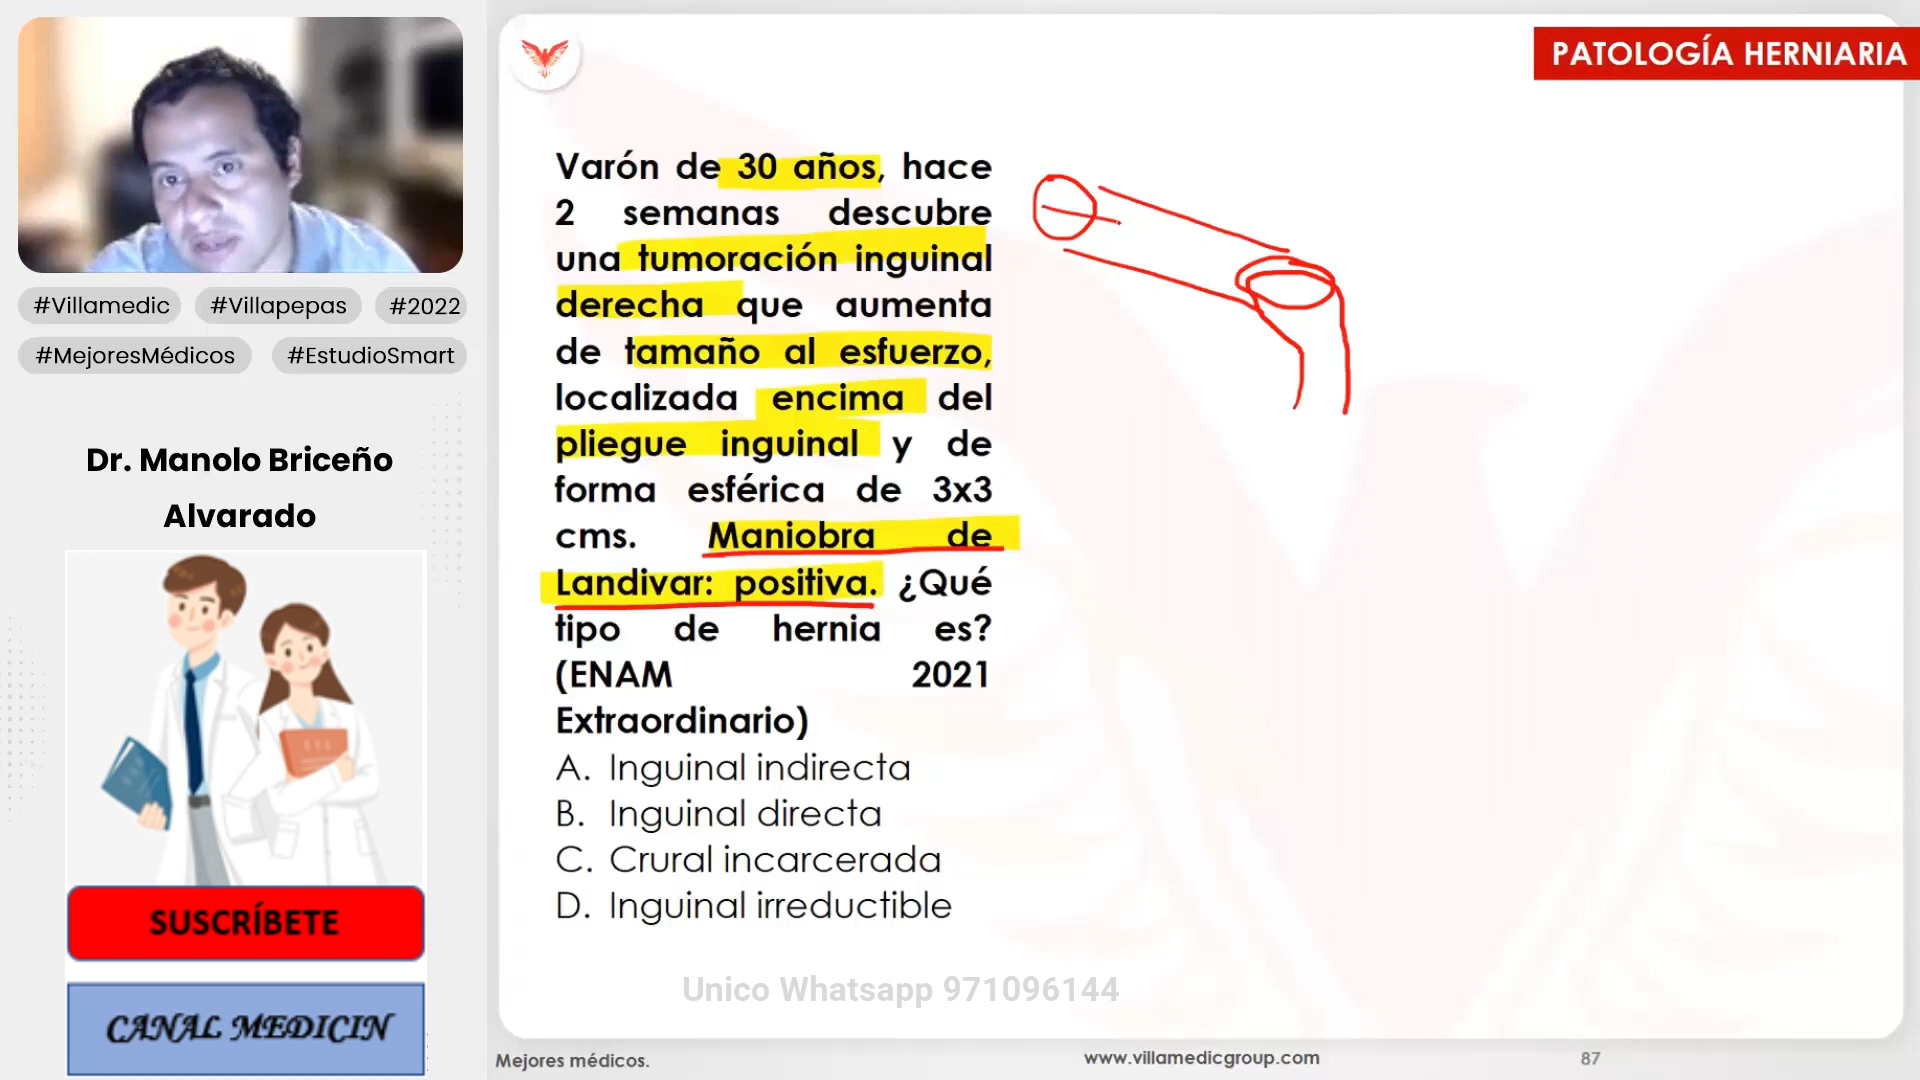 #Villamedic #Villapepas #2022
#MejoresMédicos #EstudioSmart
Dr. Manolo Briceño
Alvarado
SUSCRÍBETE
CANAL MEDICIN
PATOLOGÍA HERNIARIA
Varón de 30 años, hace
2 semanas descubre
una tumoración inguinal
derecha que aumenta
de tamaño al esfuerzo,
localizada encima del
pliegue inguinal y de
forma esférica de 3x3
cms. Maniobra de
Landivar: positiva. ¿Qué
tipo de hernia es?
(ENAM 2021
Extraordinario)
A. Inguinal indirecta
B. Inguinal directa
C. Crural incarcerada
D. Inguinal irreductible
Unico Whatsapp 971096144
Mejores médicos.
www.villamedicgroup.com
87